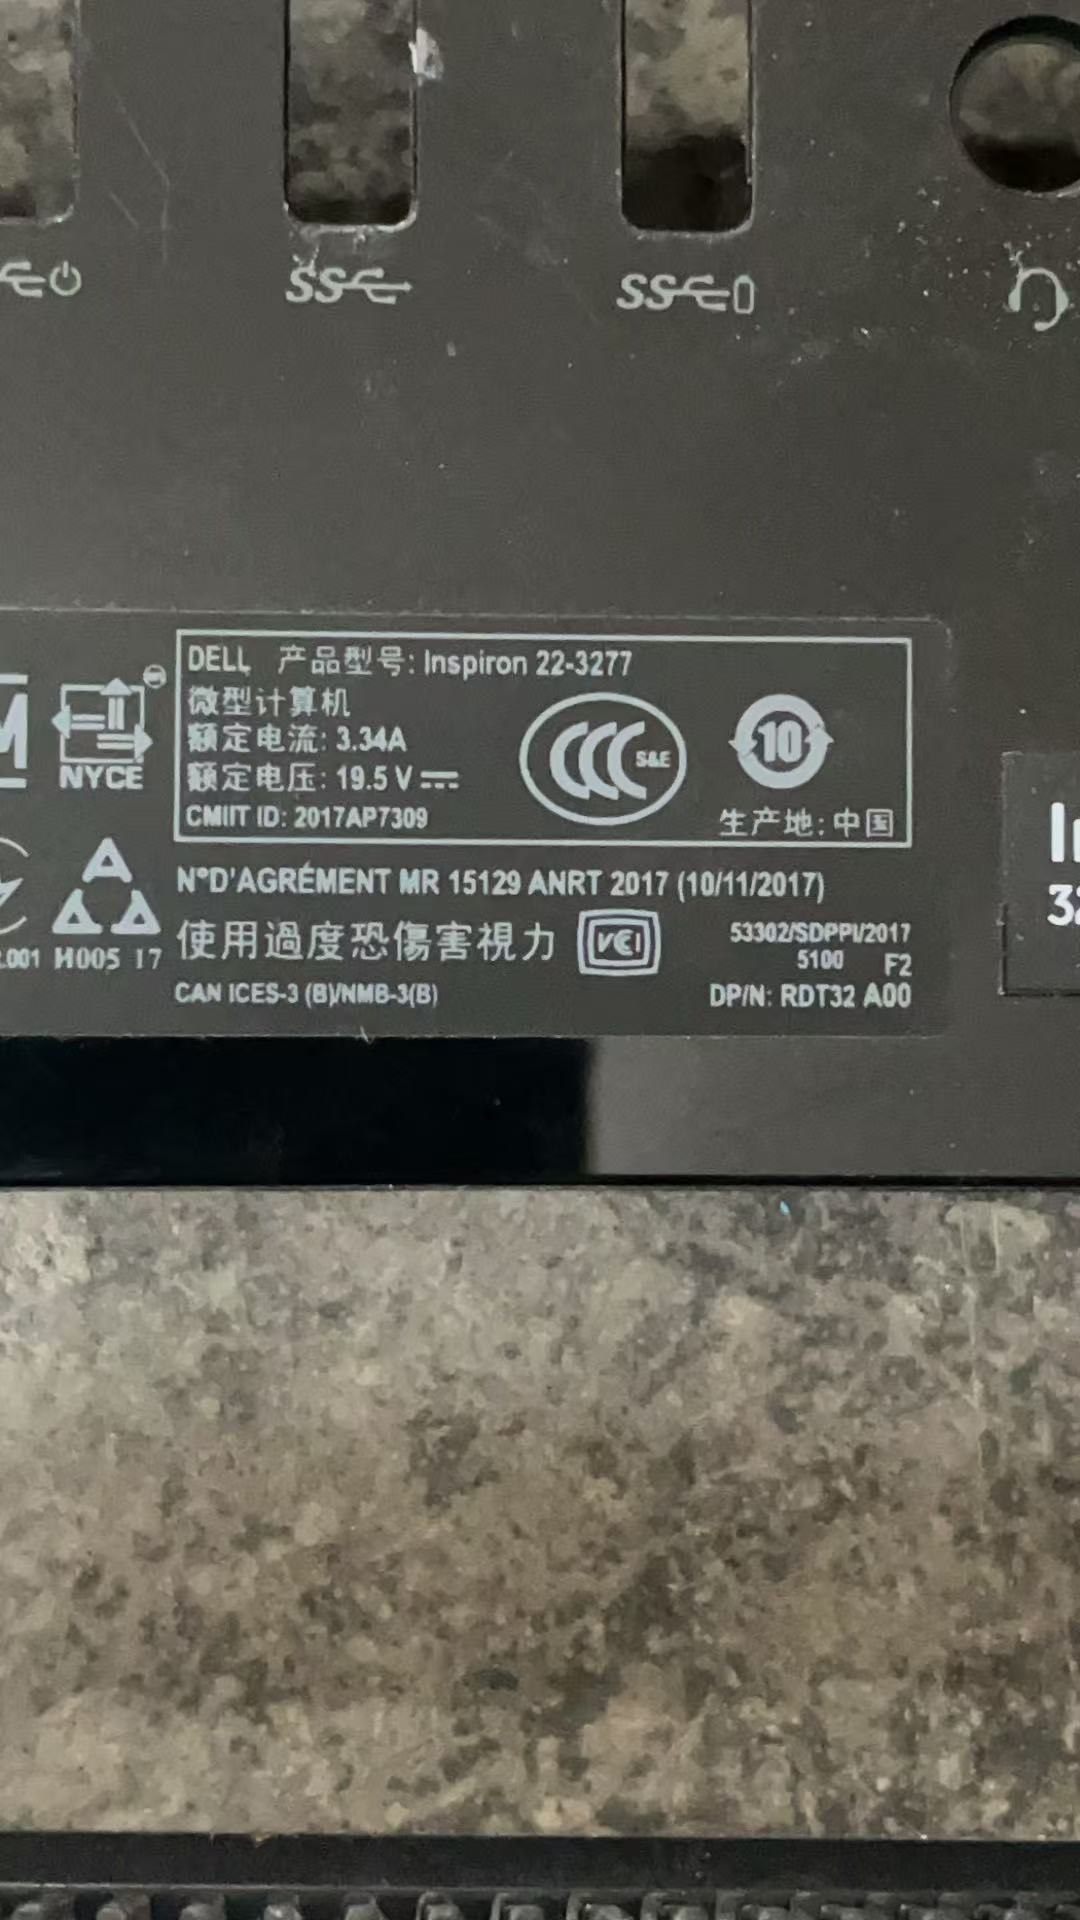 SS
SS
DELL 产品型号: Inspiron 22-3277
微型计算机
额定电流: 3.34A
额定电压: 19.5V
CMIIT ID: 2017AP7309
S&E
10
生产地: 中国
M
NYCE
A
.001 H005 17
N°D'AGRÉMENT MR 15129 ANRT 2017 (10/11/2017)
使用過度恐傷害視力
VCI
53302/SDPPI/2017
5100 F2
CAN ICES-3 (B)/NMB-3(B)
DP/N: RDT32 A00